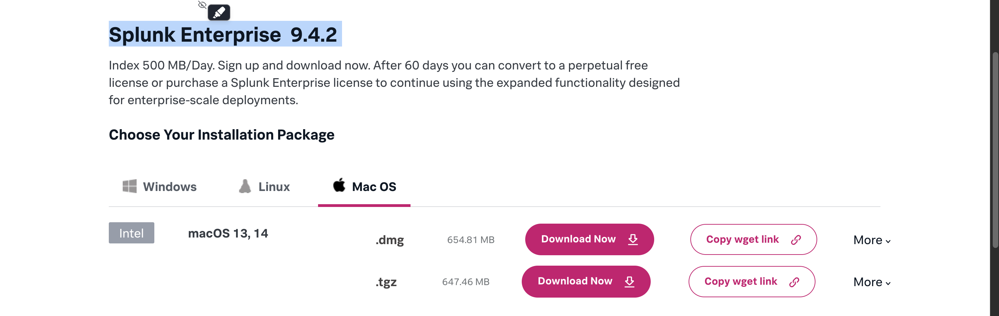 Splunk Enterprise 9.4.2
Index 500 MB/Day. Sign up and download now. After 60 days you can convert to a perpetual free
license or purchase a Splunk Enterprise license to continue using the expanded functionality designed
for enterprise-scale deployments.
Choose Your Installation Package
Windows Linux Mac OS
Intel macOS 13, 14 .dmg 654.81 MB Download Now Copy wget link More
.tgz 647.46 MB Download Now Copy wget link More